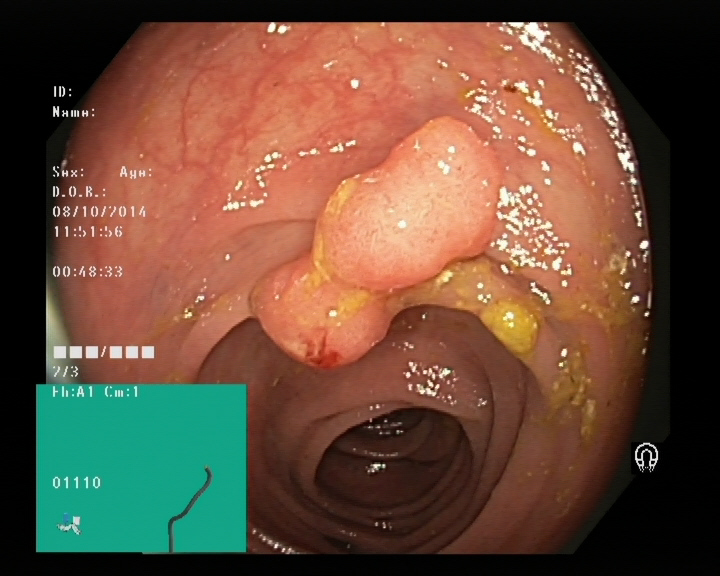 ID:
Name:
Sex: Age:
D.O.B.:
08/10/2014
11:51:56
00:48:33
■■■/■■■
2/3
Eh:A1 Cm:1
01110